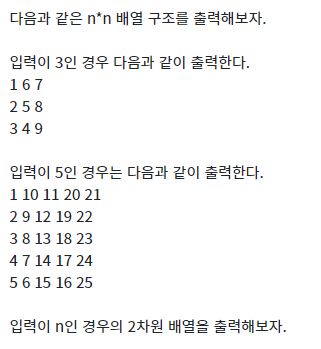 다음과 같은 n*n 배열 구조를 출력해보자.
입력이 3인 경우 다음과 같이 출력한다.
1 6 7
2 5 8
3 4 9
입력이 5인 경우는 다음과 같이 출력한다.
1 10 11 20 21
2 9 12 19 22
3 8 13 18 23
4 7 14 17 24
5 6 15 16 25
입력이 n인 경우의 2차원 배열을 출력해보자.